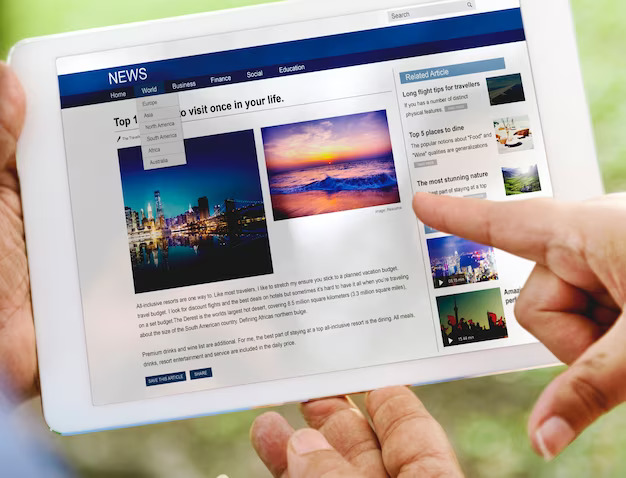 Search
NEWS
Home World Business Finance Social Education
Europe
Asia
North America
South America
Africa
Australia
Top 1 o visit once in your life.
All-inclusive resorts are one way to. Like most travelers, I like to stretch my ensure you stick to a planned vacation budget.
travel budget. I look for discount flights and the best deals on hotels but sometimes it's hard to have it all when you're traveling
on a set budget.The Desert is the worlds largest hot desert, covering 8.5 million square kilometers (3.3 million square miles).
about the size of the South American country. Defining African northern bulge.
Premium drinks and wine list are additional. For me, the best part of staying at a top all-inclusive resort is the dining. All meals,
drinks, resort entertainment and service are included in the daily price.
SAVE THIS ARTICLE SHARE
Related Article
Long flight tips for travellers
If you has a number of distinct
physical features.
Top 5 places to dine
The popular notions about "Food" and
"Wine" qualities are generalizations
The most stunning nature
best part of staying at a top
Amaz
perf